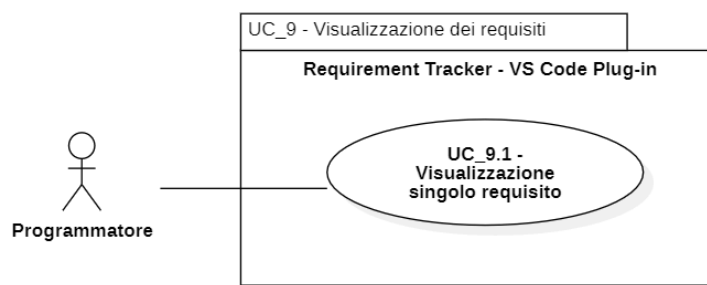 UC_9 - Visualizzazione dei requisiti
Requirement Tracker - VS Code Plug-in
UC_9.1 -
Visualizzazione
singolo requisito
Programmatore